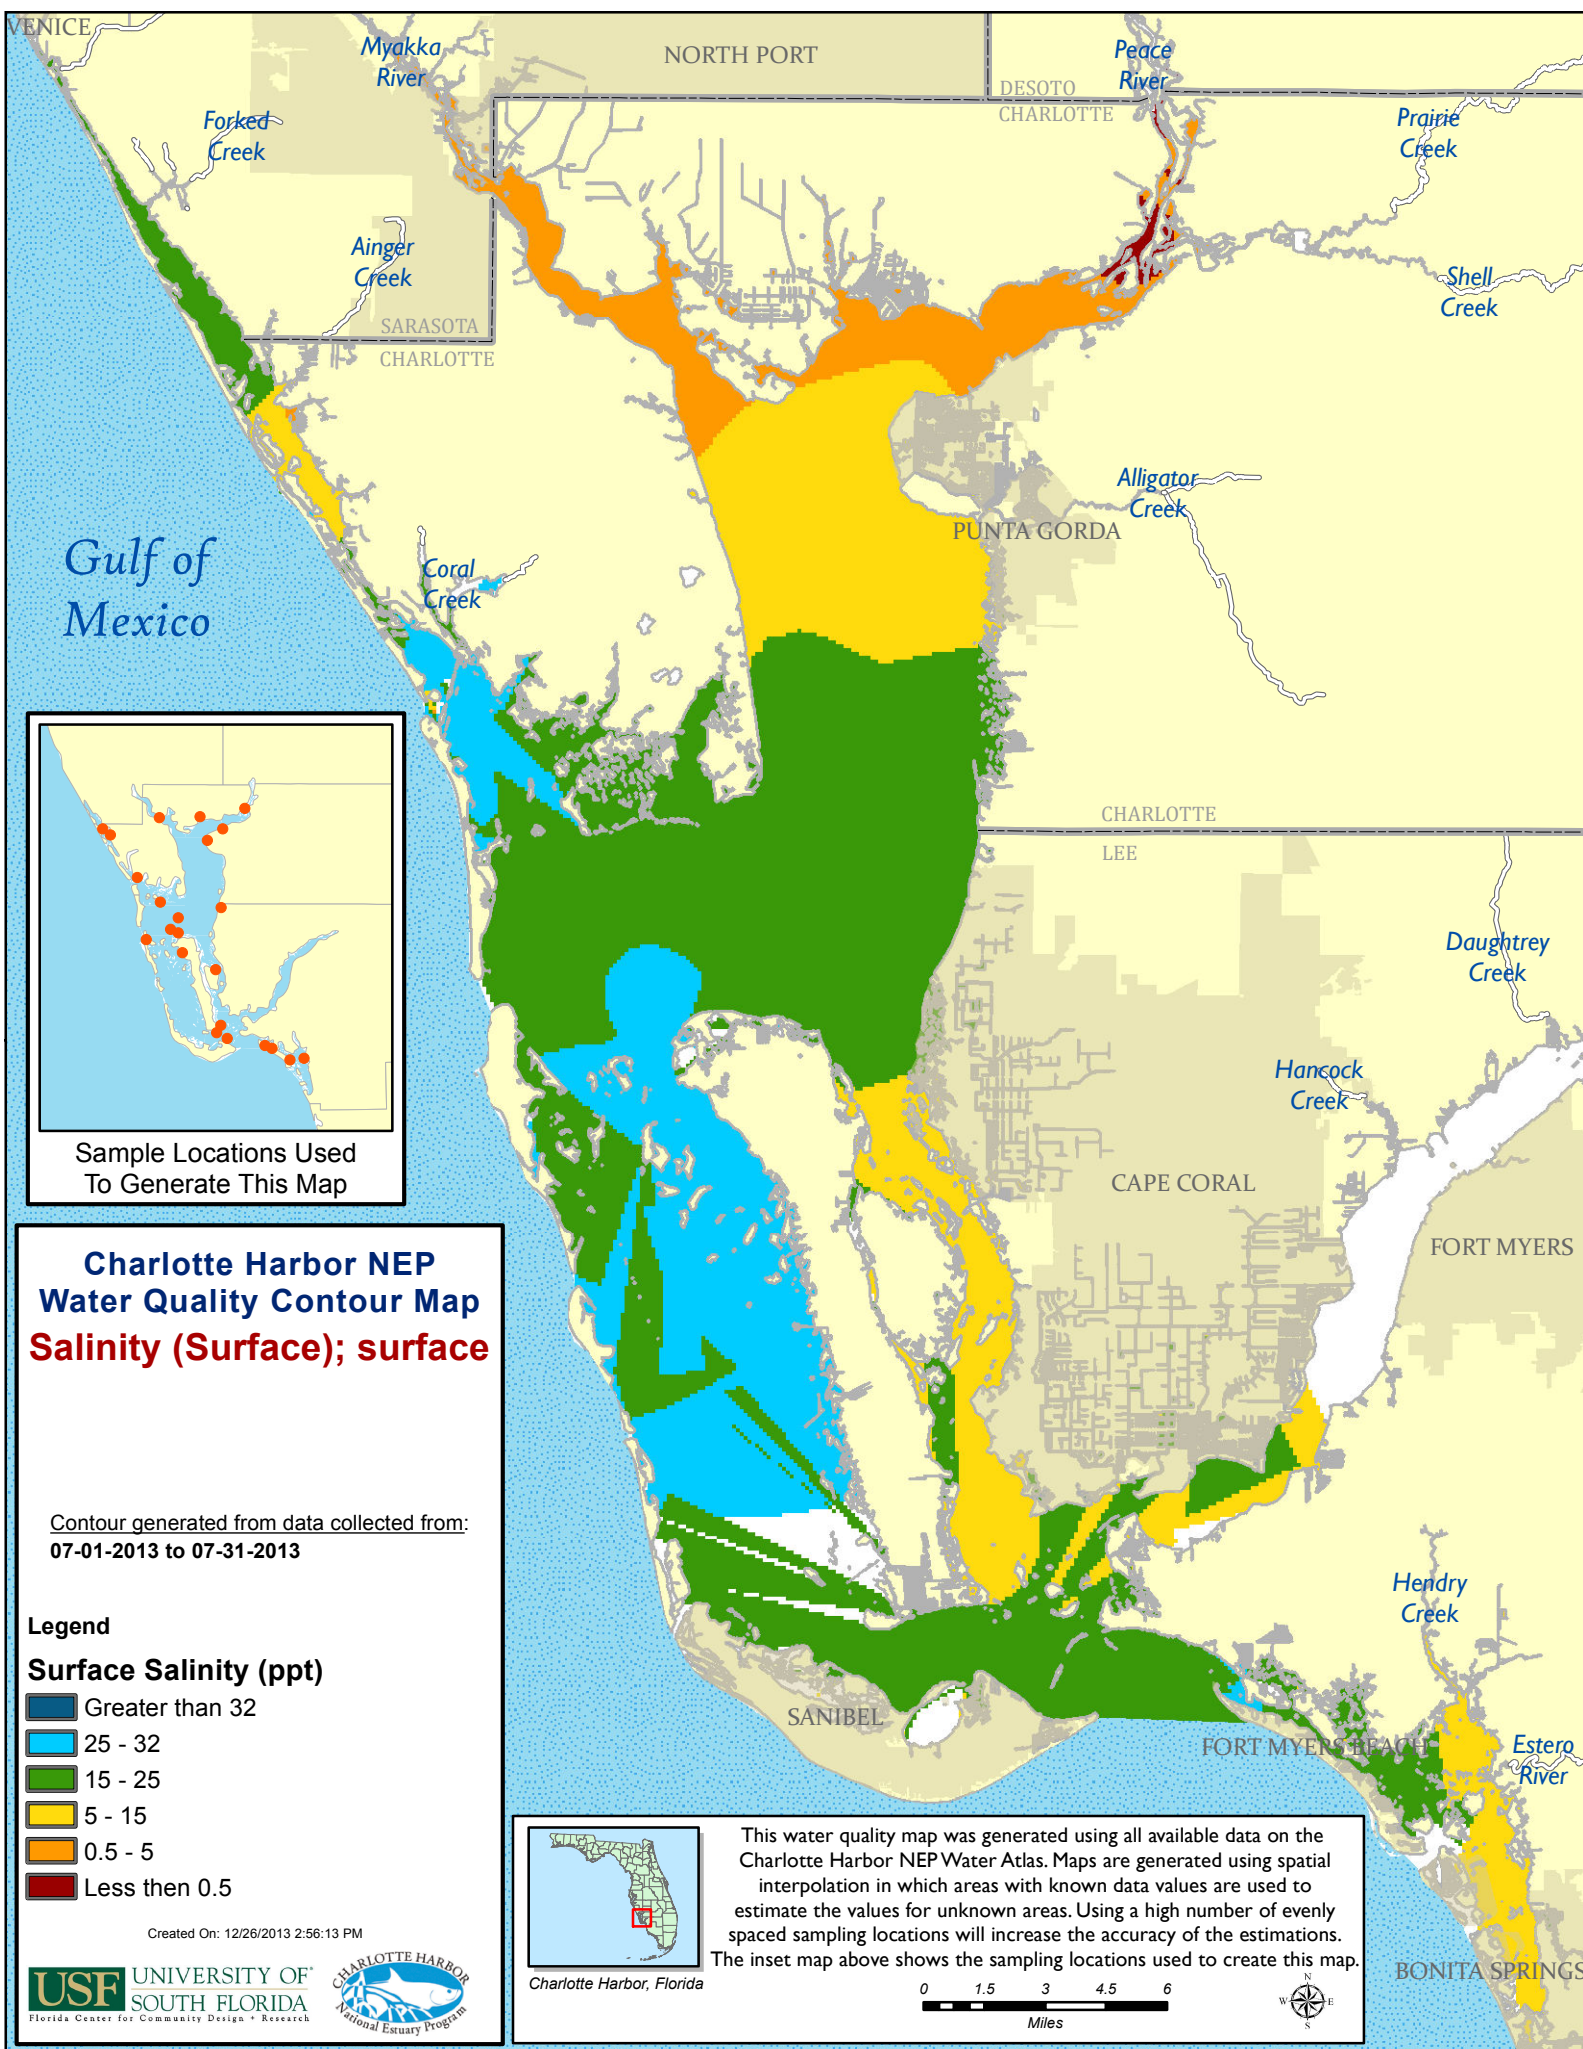 VENICE
Myakka
River
NORTH PORT
Peace
River
DESOTO
CHARLOTTE
Forked
Creek
Prairie
Creek
Ainger
Creek
Shell
Creek
SARASOTA
CHARLOTTE
Alligator
Creek
PUNTA GORDA
Gulf of
Mexico
Coral
Creek
CHARLOTTE
LEE
Daughtrey
Creek
Hancock
Creek
CAPE CORAL
FORT MYERS
Sample Locations Used
To Generate This Map
Charlotte Harbor NEP
Water Quality Contour Map
Salinity (Surface); surface
Contour generated from data collected from:
07-01-2013 to 07-31-2013
Hendry
Creek
Legend
Surface Salinity (ppt)
Greater than 32
25 - 32
15 - 25
5 - 15
0.5 - 5
Less then 0.5
SANIBEL
FORT MYERS BEACH
Estero
River
BONITA SPRINGS
Created On: 12/26/2013 2:56:13 PM
USF UNIVERSITY OF
SOUTH FLORIDA
Florida Center for Community Design + Research
CHARLOTTE HARBOR
National Estuary Program
Charlotte Harbor, Florida
This water quality map was generated using all available data on the
Charlotte Harbor NEP Water Atlas. Maps are generated using spatial
interpolation in which areas with known data values are used to
estimate the values for unknown areas. Using a high number of evenly
spaced sampling locations will increase the accuracy of the estimations.
The inset map above shows the sampling locations used to create this map.
0 1.5 3 4.5 6
Miles
N
W E
S